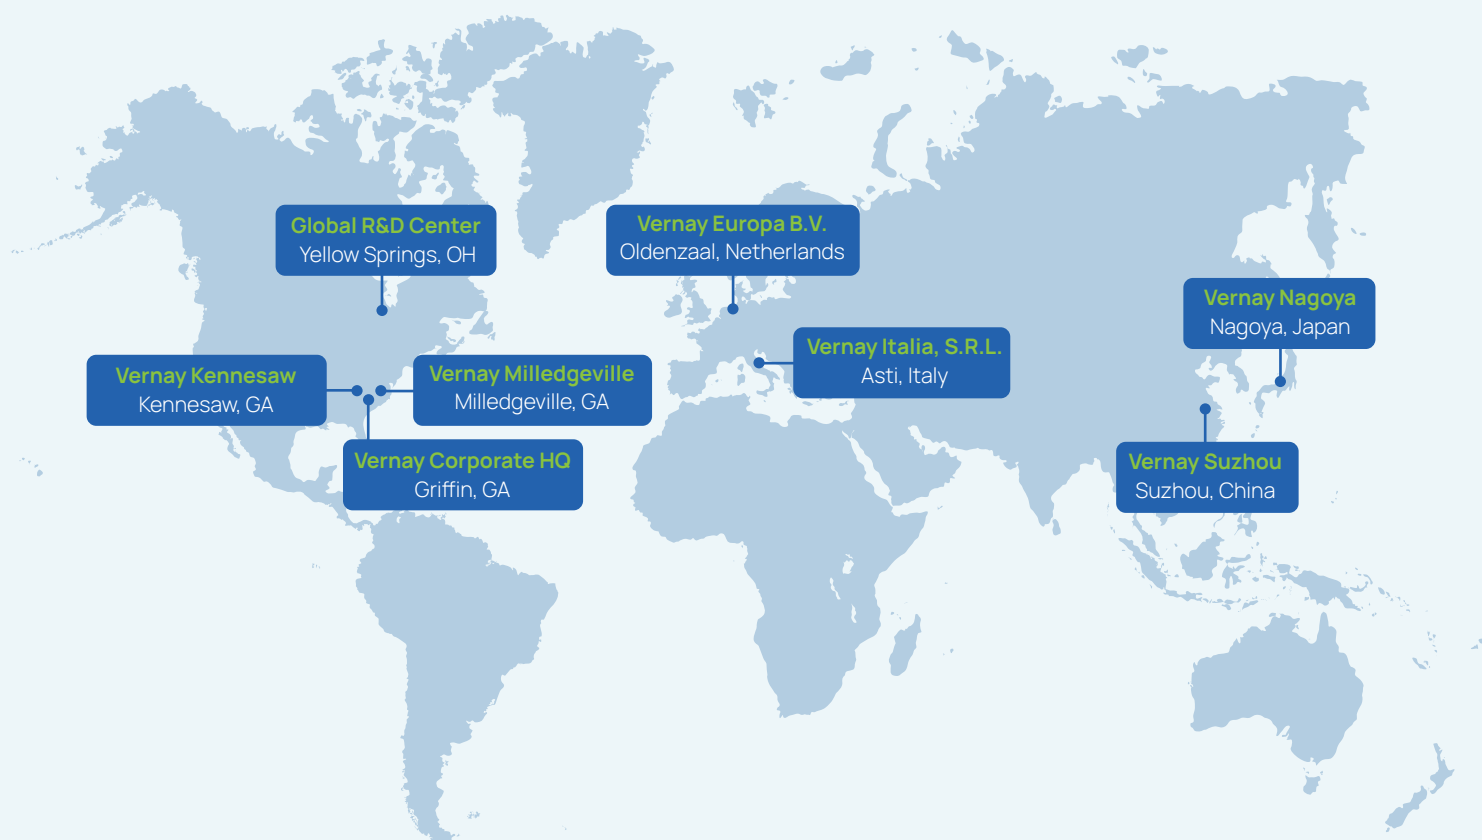 Global R&D Center
Yellow Springs, OH
Vernay Europa B.V.
Oldenzaal, Netherlands
Vernay Nagoya
Nagoya, Japan
Vernay Italia, S.R.L.
Asti, Italy
Vernay Kennesaw
Kennesaw, GA
Vernay Milledgeville
Milledgeville, GA
Vernay Corporate HQ
Griffin, GA
Vernay Suzhou
Suzhou, China